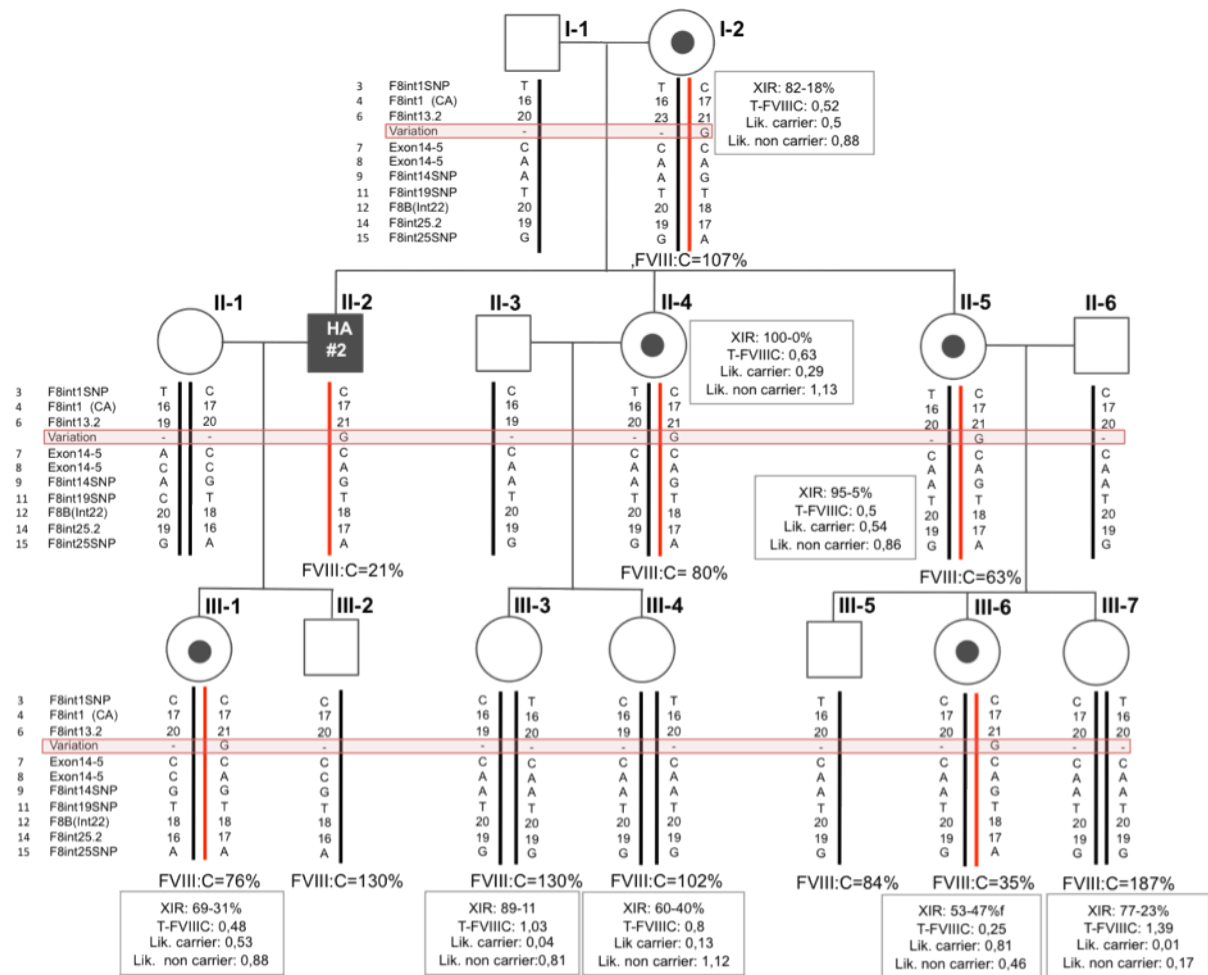 I-1 I-2
3 F8int1SNP T T C
4 F8int1 (CA) 16 16 17
6 F8int13.2 20 23 21
Variation - - G
7 Exon14-5 C C C
8 Exon14-5 A A A
9 F8int14SNP A A G
11 F8int19SNP T T T
12 F8B(Int22) 20 20 18
14 F8int25.2 19 19 17
15 F8int25SNP G G A
XIR: 82-18%
T-FVIIIC: 0,52
Lik. carrier: 0,5
Lik. non carrier: 0,88
,FVIII:C=107%
II-1 II-2 II-3 II-4 II-5 II-6
HA
#2
XIR: 100-0%
T-FVIIIC: 0,63
Lik. carrier: 0,29
Lik. non carrier: 1,13
3 F8int1SNP T C C C T C T C C
4 F8int1 (CA) 16 17 17 16 16 17 16 17 17
6 F8int13.2 19 20 21 19 20 21 20 21 20
Variation - - G - - G - G -
7 Exon14-5 A C C C C C C C C
8 Exon14-5 C C A A A A A A A
9 F8int14SNP A G G A A G A G A
11 F8int19SNP C T T T T T T T T
12 F8B(Int22) 20 18 18 20 20 18 20 18 20
14 F8int25.2 19 16 17 19 19 17 19 17 19
15 F8int25SNP G A A G G A G A G
XIR: 95-5%
T-FVIIIC: 0,5
Lik. carrier: 0,54
Lik. non carrier: 0,86
FVIII:C=21% FVIII:C= 80% FVIII:C=63%
III-1 III-2 III-3 III-4 III-5 III-6 III-7
3 F8int1SNP C C C C T C T T C C C T
4 F8int1 (CA) 17 17 17 16 16 16 16 16 17 17 17 16
6 F8int13.2 20 21 20 19 20 19 20 20 20 21 20 20
Variation - G - - - - - - - G - -
7 Exon14-5 C C C C C C C C C C C C
8 Exon14-5 C A C A A A A A A A A A
9 F8int14SNP G G G A A A A A A G A A
11 F8int19SNP T T T T T T T T T T T T
12 F8B(Int22) 18 18 18 20 20 20 20 20 20 18 20 20
14 F8int25.2 16 17 16 19 19 19 19 19 19 17 19 19
15 F8int25SNP A A A G G G G G G A G G
FVIII:C=76% FVIII:C=130% FVIII:C=130% FVIII:C=102% FVIII:C=84% FVIII:C=35% FVIII:C=187%
XIR: 69-31%
T-FVIIIC: 0,48
Lik. carrier: 0,53
Lik. non carrier: 0,88
XIR: 89-11
T-FVIIIC: 1,03
Lik. carrier: 0,04
Lik. non carrier:0,81
XIR: 60-40%
T-FVIIIC: 0,8
Lik. carrier: 0,13
Lik. non carrier: 1,12
XIR: 53-47%f
T-FVIIIC: 0,25
Lik. carrier: 0,81
Lik. non carrier: 0,46
XIR: 77-23%
T-FVIIIC: 1,39
Lik. carrier: 0,01
Lik. non carrier: 0,17